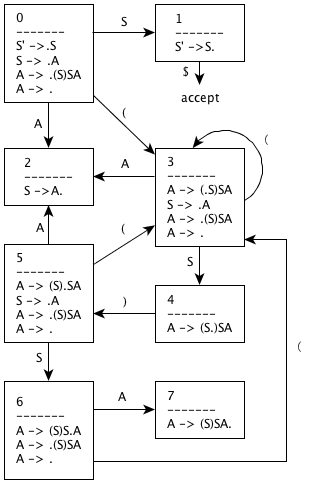 0
-------
S' ->.S
S -> .A
A -> .(S)SA
A -> .
S
1
-------
S' ->S.
$
accept
A
(
2
-------
S ->A.
A
3
-------
A -> (.S)SA
S -> .A
A -> .(S)SA
A -> .
(
A
(
S
5
-------
A -> (S).SA
S -> .A
A -> .(S)SA
A -> .
)
4
-------
A -> (S.)SA
S
(
6
-------
A -> (S)S.A
A -> .(S)SA
A -> .
A
7
-------
A -> (S)SA.